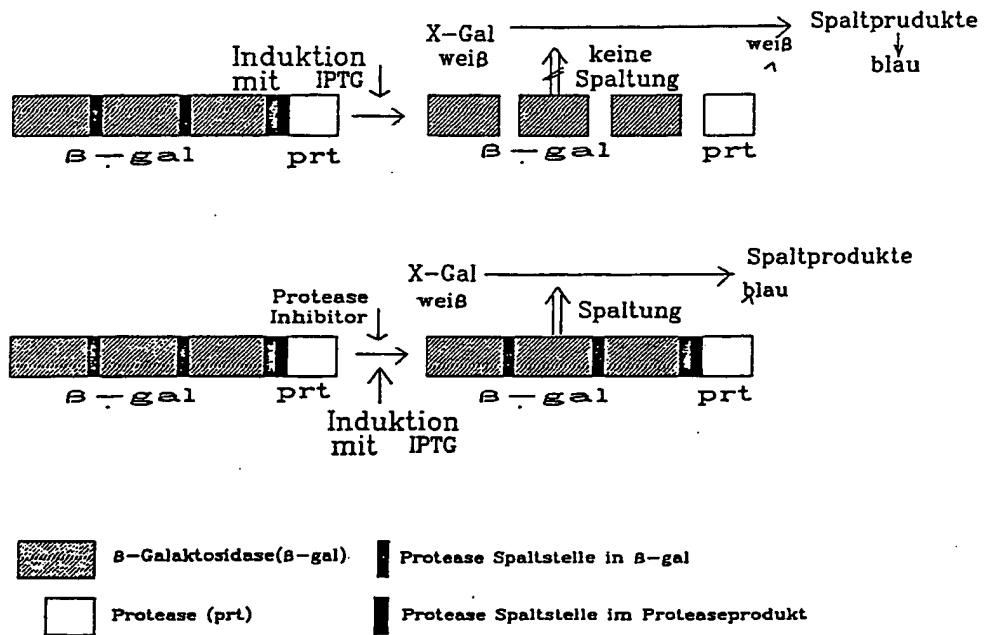 Spaltprudukte
X-Gal
weiß
weiß
blau
keine
Spaltung
Induktion
mit IPTG
β-gal
prt
β-gal
prt
Spaltprodukte
X-Gal
weiß
blau
Protease
Inhibitor
Spaltung
β-gal
prt
β-gal
prt
Induktion
mit IPTG
β-Galaktosidase(β-gal)
Protease Spaltstelle in β-gal
Protease (prt)
Protease Spaltstelle im Proteaseprodukt